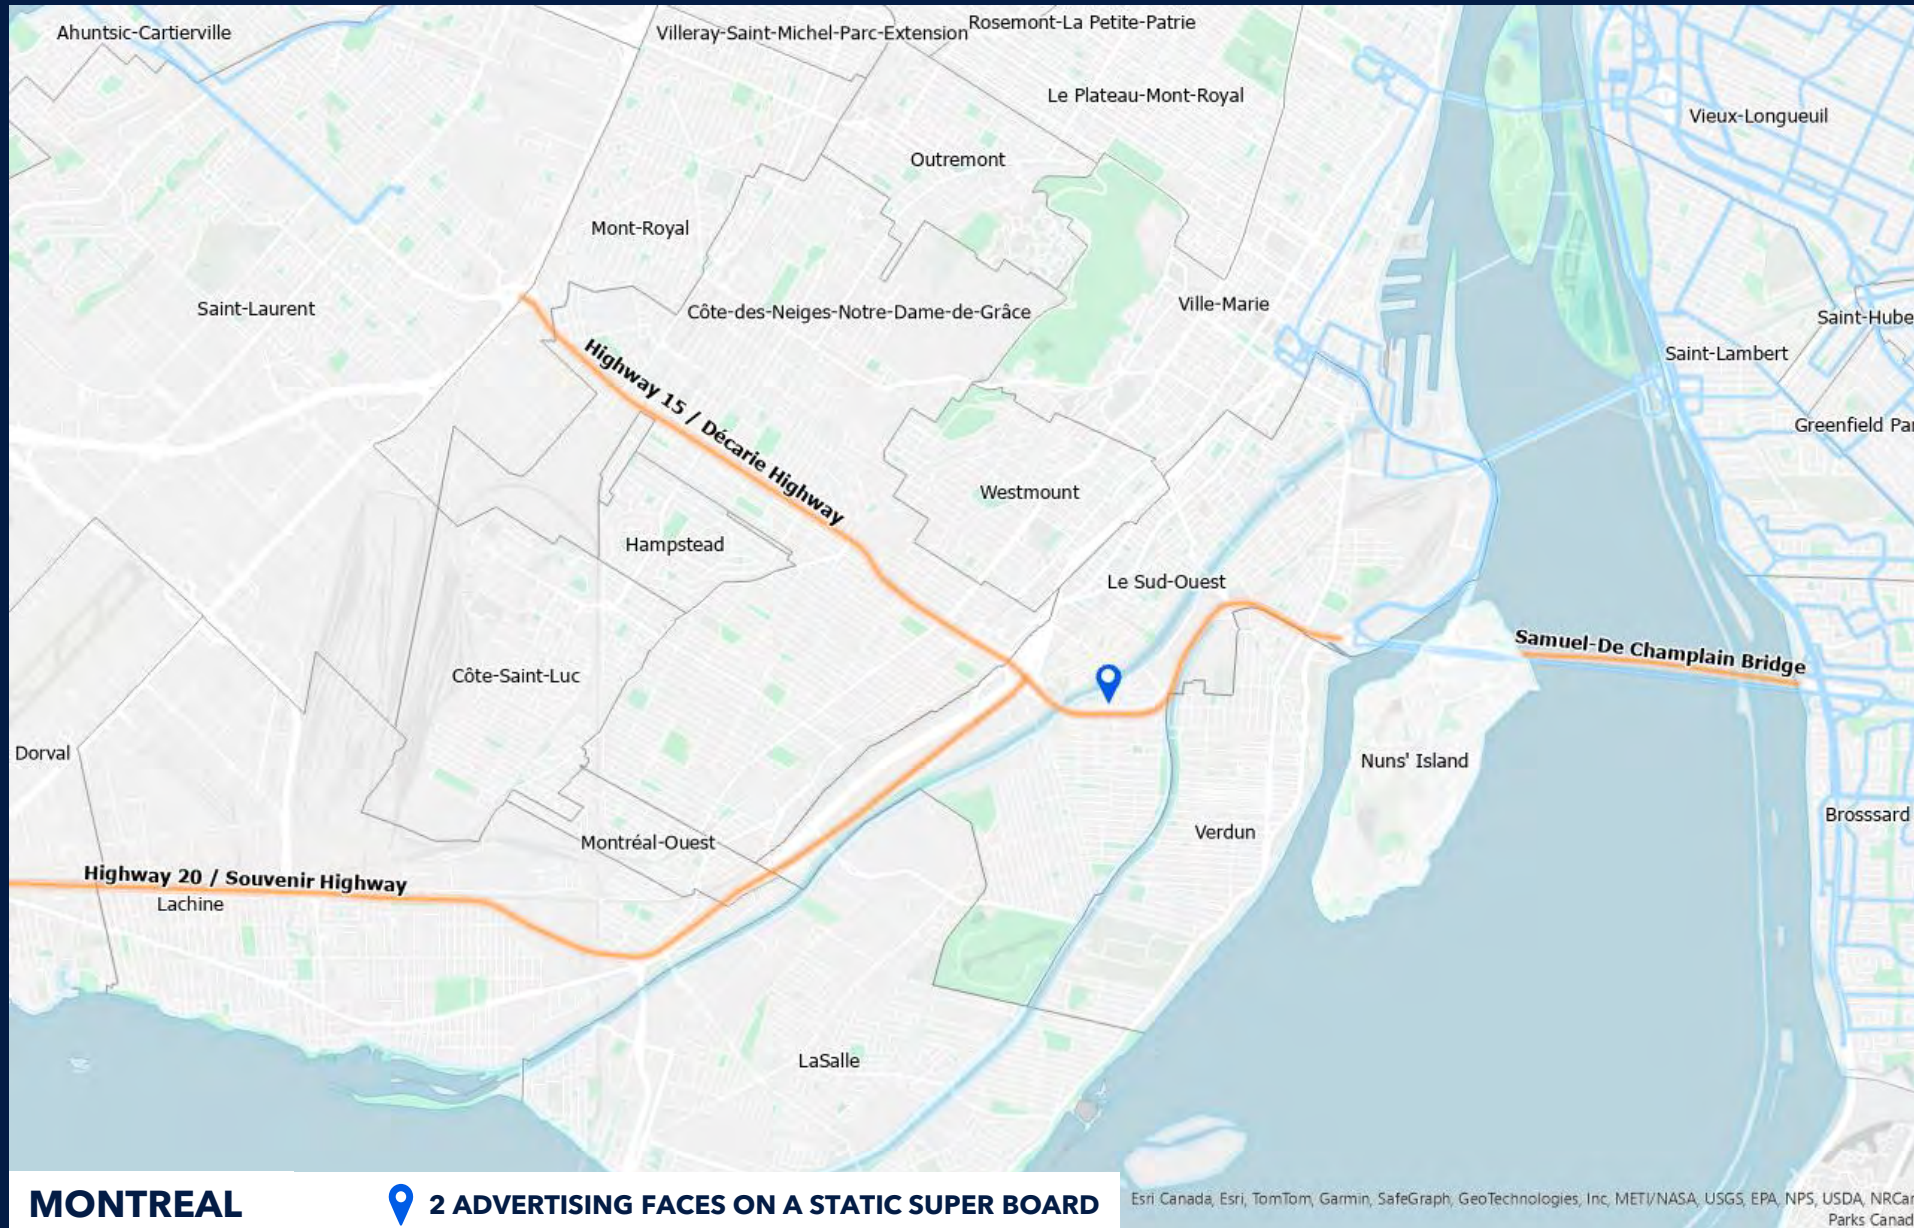 Ahuntsic-Cartierville
Villeray-Saint-Michel-Parc-Extension
Rosemont-La Petite-Patrie
Le Plateau-Mont-Royal
Vieux-Longueuil
Outremont
Mont-Royal
Saint-Laurent
Côte-des-Neiges-Notre-Dame-de-Grâce
Ville-Marie
Saint-Hube
Saint-Lambert
Highway 15 / Décarie Highway
Greenfield Par
Westmount
Hampstead
Le Sud-Ouest
Samuel-De Champlain Bridge
Côte-Saint-Luc
Dorval
Nuns' Island
Brosssard
Verdun
Montréal-Ouest
Highway 20 / Souvenir Highway
Lachine
LaSalle
MONTREAL
2 ADVERTISING FACES ON A STATIC SUPER BOARD
Esri Canada, Esri, TomTom, Garmin, SafeGraph, GeoTechnologies, Inc, METI/NASA, USGS, EPA, NPS, USDA, NRCan
Parks Canad